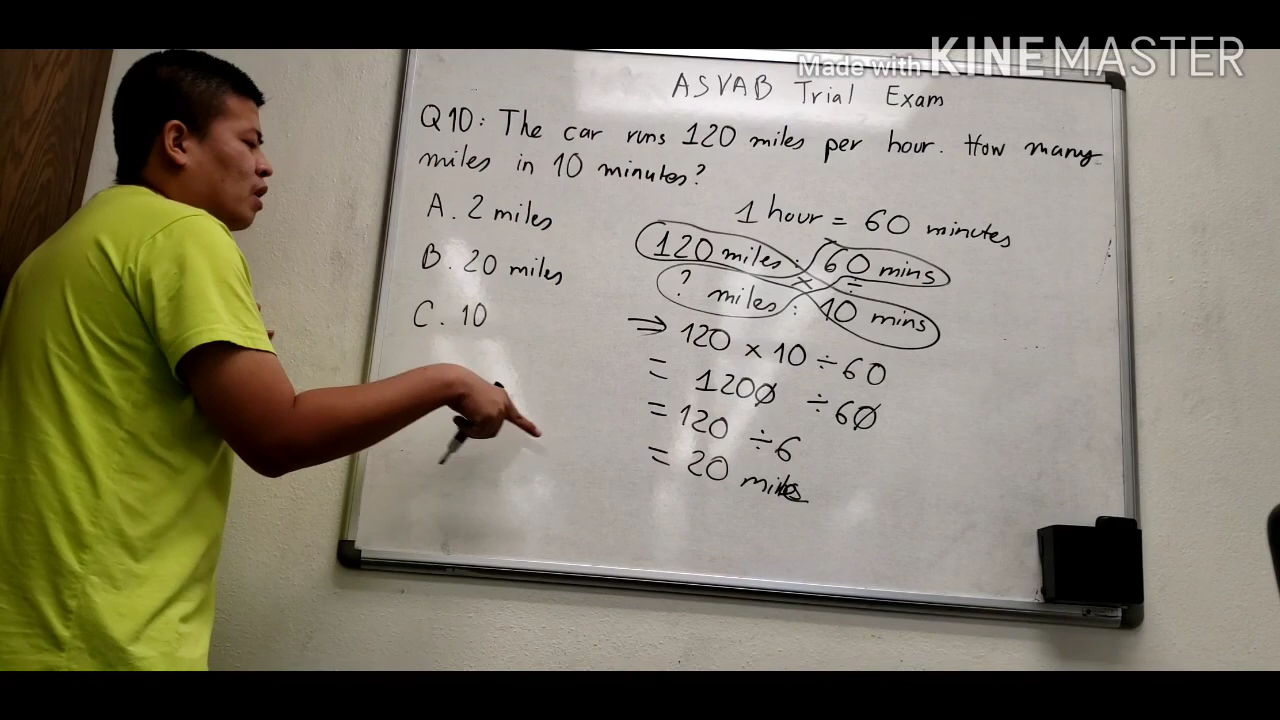 Made with KINEMASTER
ASVAB Trial Exam
Q10: The car runs 120 miles per hour. How many
miles in 10 minutes?
A. 2 miles
B. 20 miles
C. 10
1 hour = 60 minutes
120 miles : 60 mins
× ÷
? miles : 10 mins
⇒ 120 × 10 ÷ 60
= 1200 ÷ 60
= 120 ÷ 6
= 20 miles